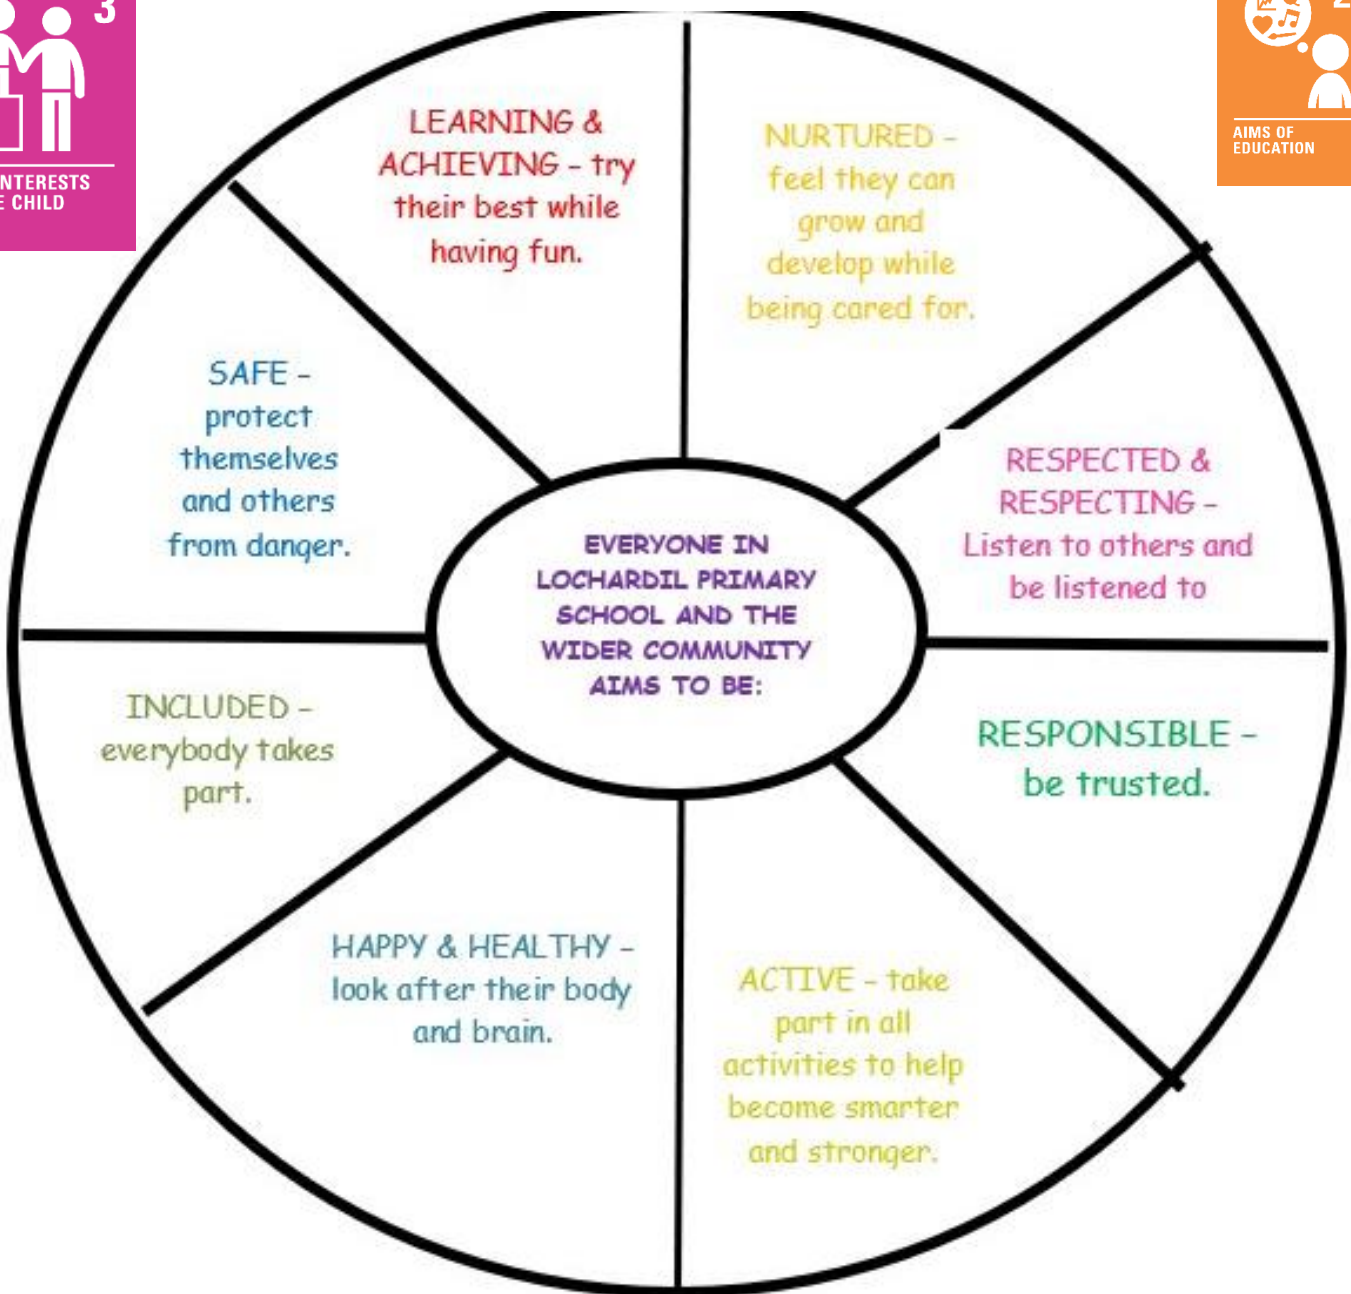 3
NTERESTS
E CHILD
2
AIMS OF
EDUCATION
LEARNING &
ACHIEVING – try
their best while
having fun.
NURTURED –
feel they can
grow and
develop while
being cared for.
SAFE –
protect
themselves
and others
from danger.
RESPECTED &
RESPECTING –
Listen to others and
be listened to
EVERYONE IN
LOCHARDIL PRIMARY
SCHOOL AND THE
WIDER COMMUNITY
AIMS TO BE:
INCLUDED –
everybody takes
part.
RESPONSIBLE –
be trusted.
HAPPY & HEALTHY –
look after their body
and brain.
ACTIVE – take
part in all
activities to help
become smarter
and stronger.